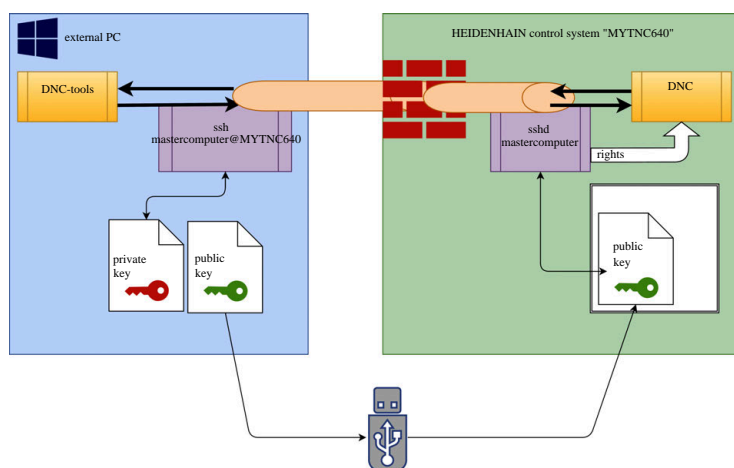 external PC
HEIDENHAIN control system "MYTNC640"
DNC-tools
DNC
ssh
mastercomputer@MYTNC640
sshd
mastercomputer
rights
private
key
public
key
public
key